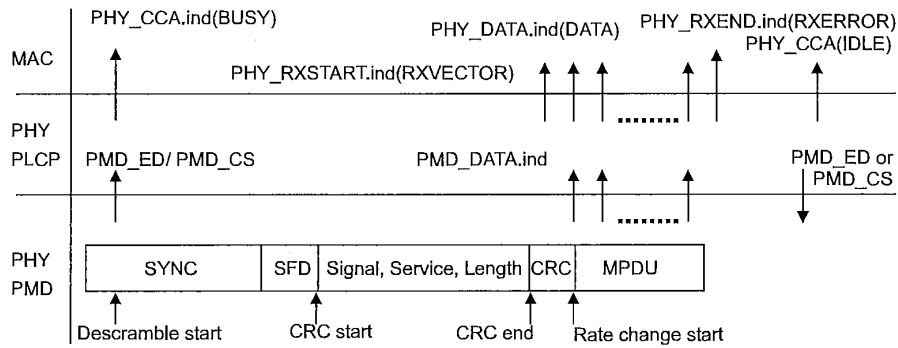 PHY_CCA.ind(BUSY)
PHY_DATA.ind(DATA)
PHY_RXEND.ind(RXERROR)
PHY_CCA(IDLE)
MAC
PHY_RXSTART.ind(RXVECTOR)
PHY
PLCP
PMD_ED/ PMD_CS
PMD_DATA.ind
PMD_ED or
PMD_CS
PHY
PMD
SYNC
SFD
Signal, Service, Length
CRC
MPDU
Descramble start
CRC start
CRC end
Rate change start